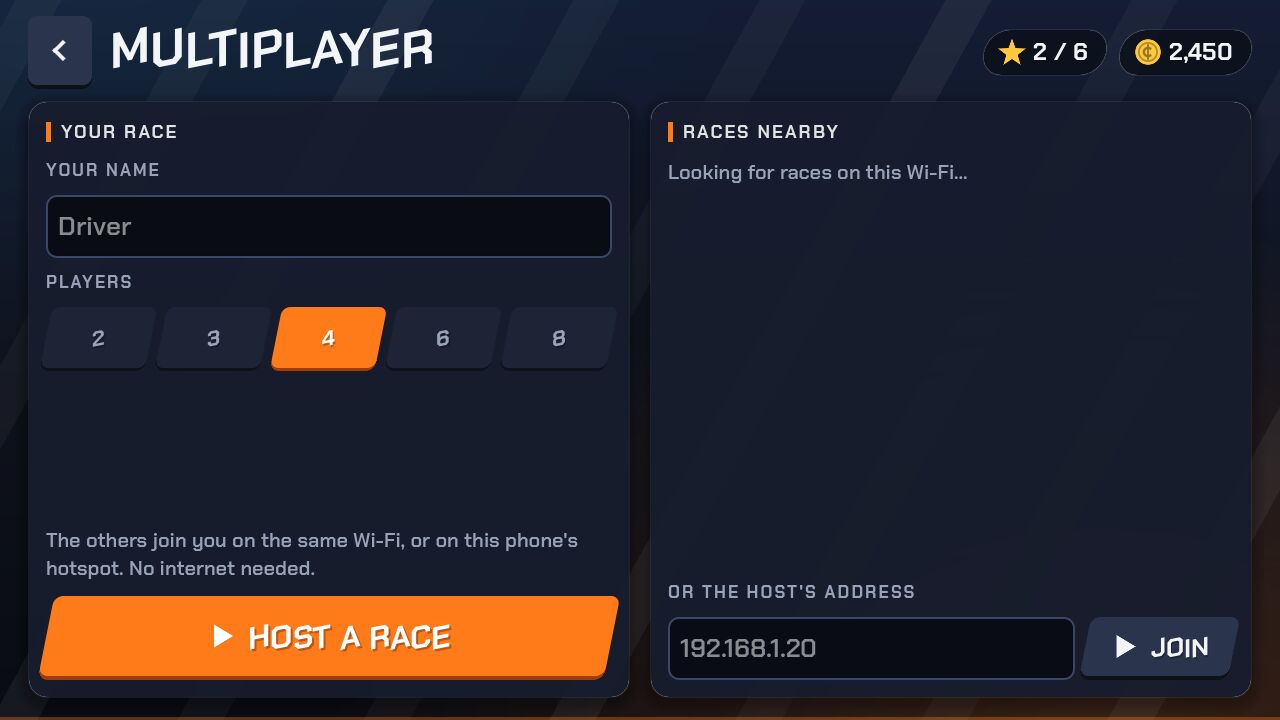 MULTIPLAYER
2 / 6
2,450
YOUR RACE
YOUR NAME
Driver
PLAYERS
2
3
4
6
8
The others join you on the same Wi-Fi, or on this phone's
hotspot. No internet needed.
HOST A RACE
RACES NEARBY
Looking for races on this Wi-Fi...
OR THE HOST'S ADDRESS
192.168.1.20
JOIN